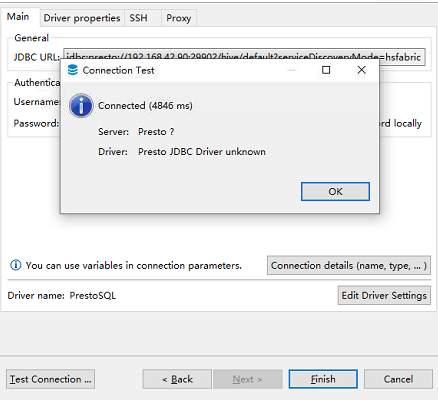 Main Driver properties SSH Proxy
General
JDBC URL: jdbc:presto://192.168.42.90:29902/hive/default?serviceDiscoveryMode=hsfabric
Connection Test
Authentica
Connected (4846 ms)
Username
Server: Presto ?
Password: rd locally
Driver: Presto JDBC Driver unknown
OK
You can use variables in connection parameters. Connection details (name, type, ... )
Driver name: PrestoSQL Edit Driver Settings
Test Connection ... < Back Next > Finish Cancel